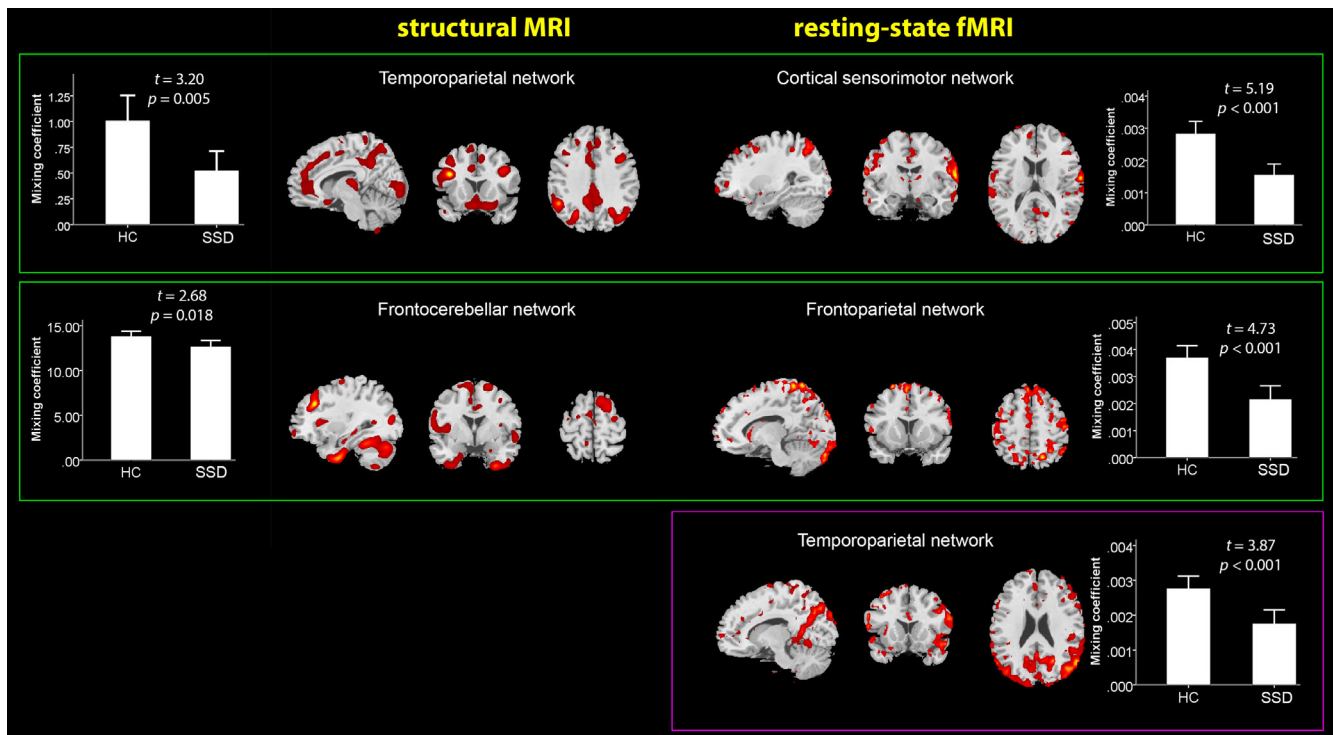 structural MRI
resting-state fMRI
t = 3.20
p = 0.005
Mixing coefficient
1.25
1.00
.75
.50
.25
.00
HC
SSD
Temporoparietal network
Cortical sensorimotor network
t = 5.19
p < 0.001
Mixing coefficient
.004
.003
.002
.001
.000
HC
SSD
t = 2.68
p = 0.018
Mixing coefficient
15.00
10.00
5.00
.00
HC
SSD
Frontocerebellar network
Frontoparietal network
t = 4.73
p < 0.001
Mixing coefficient
.005
.004
.003
.002
.001
.000
HC
SSD
Temporoparietal network
t = 3.87
p < 0.001
Mixing coefficient
.004
.003
.002
.001
.000
HC
SSD